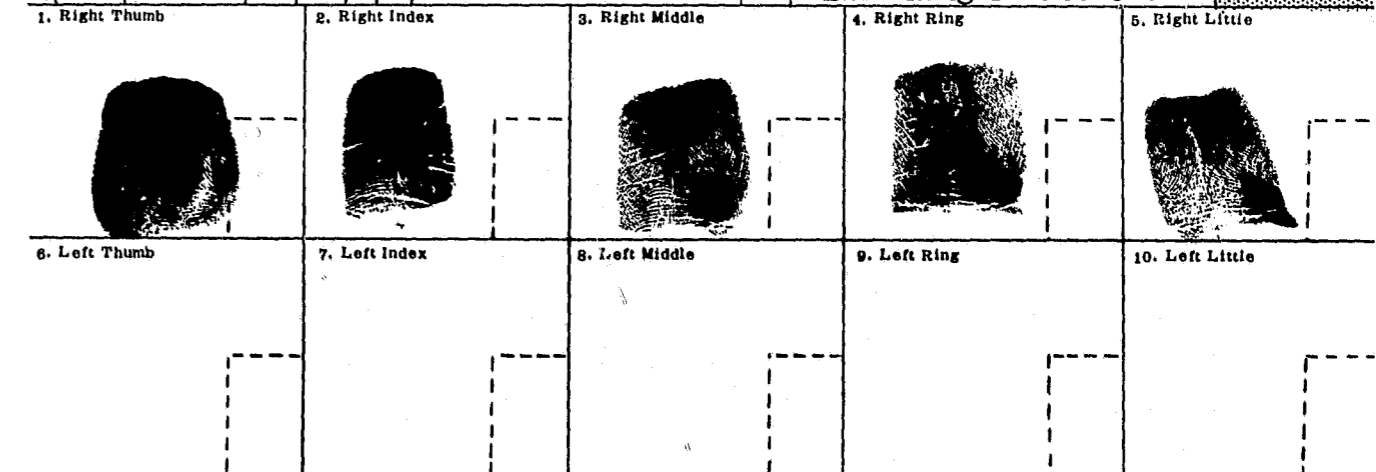 1. Right Thumb
2. Right Index
3. Right Middle
4. Right Ring
5. Right Little
6. Left Thumb
7. Left Index
8. Left Middle
9. Left Ring
10. Left Little